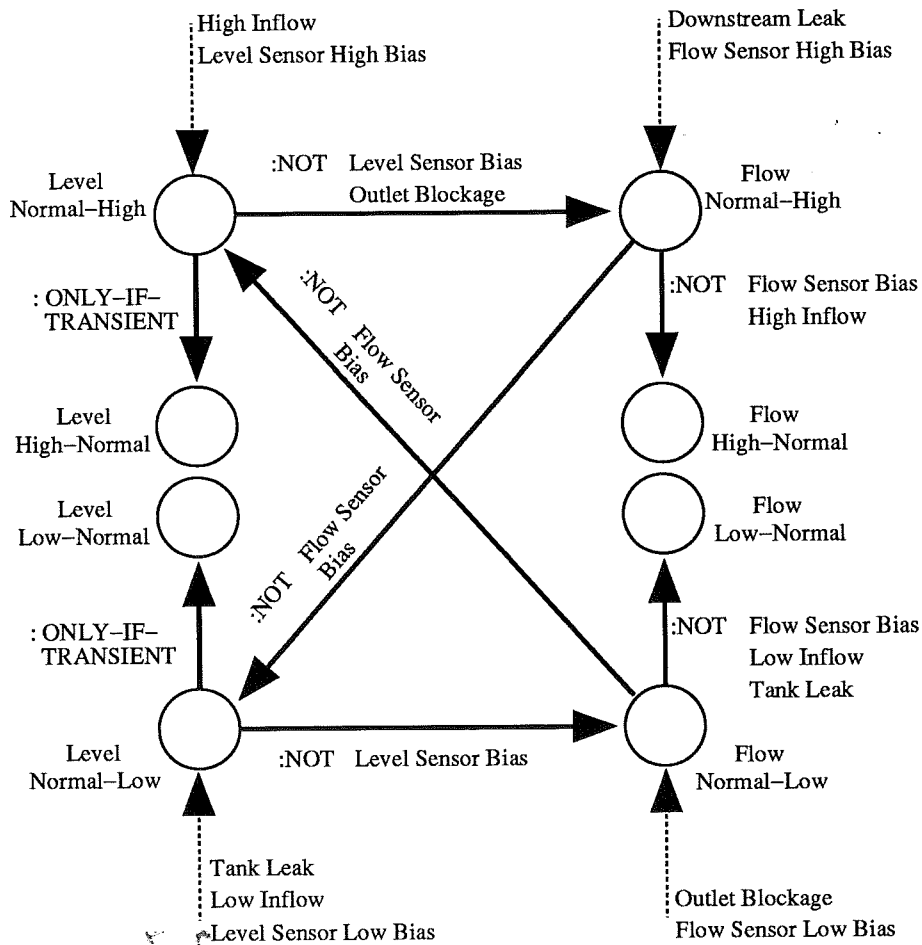 High Inflow
Level Sensor High Bias
Downstream Leak
Flow Sensor High Bias
Level
Normal–High
:NOT Level Sensor Bias
Outlet Blockage
Flow
Normal–High
: ONLY–IF–
TRANSIENT
:NOT Flow Sensor
Bias
:NOT Flow Sensor Bias
High Inflow
Level
High–Normal
Flow
High–Normal
Level
Low–Normal
Flow
Low–Normal
:NOT Flow Sensor
Bias
: ONLY–IF–
TRANSIENT
:NOT Flow Sensor Bias
Low Inflow
Tank Leak
Level
Normal–Low
:NOT Level Sensor Bias
Flow
Normal–Low
Tank Leak
Low Inflow
Level Sensor Low Bias
Outlet Blockage
Flow Sensor Low Bias